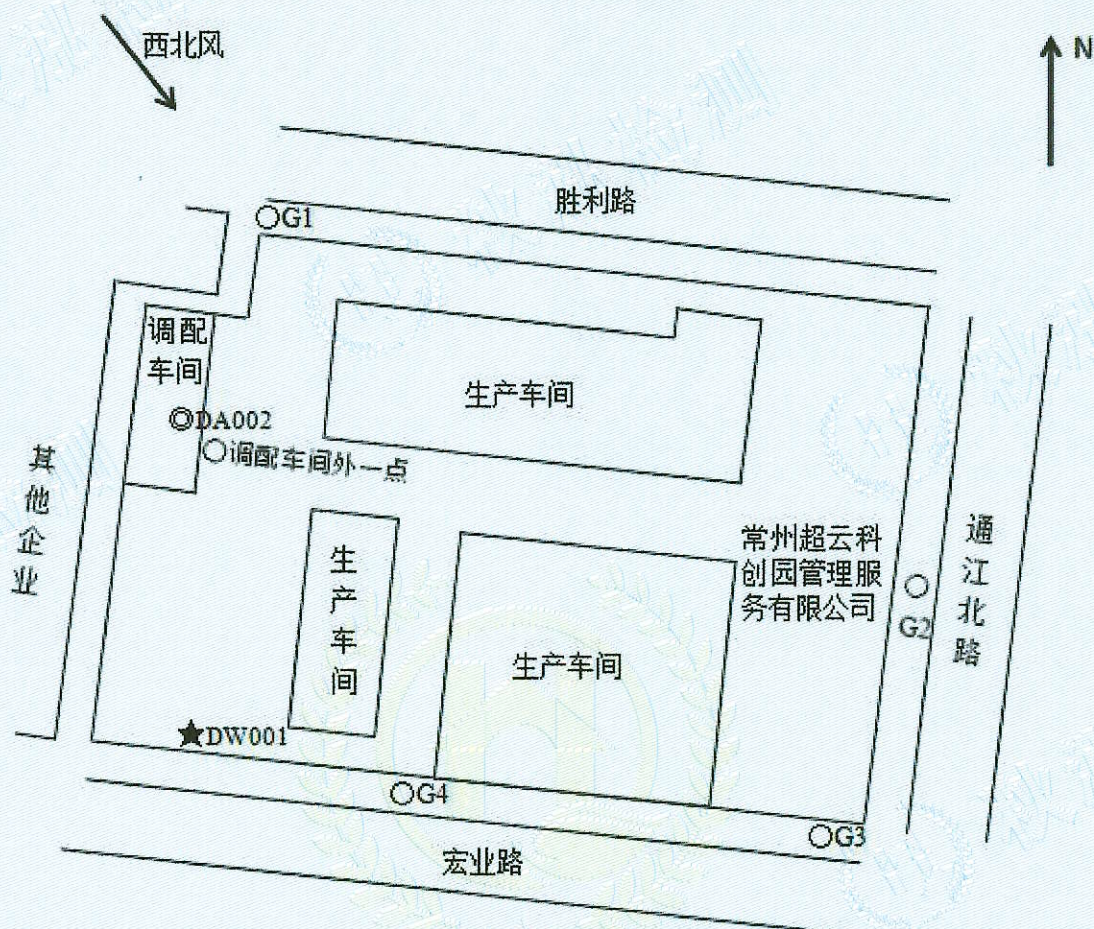 西北风
N
胜利路
G1
调配
车间
生产车间
DA002
调配车间外一点
其他企业
生产车间
常州超云科
创园管理服
务有限公司
通江北路
G2
生产车间
DW001
G4
G3
宏业路